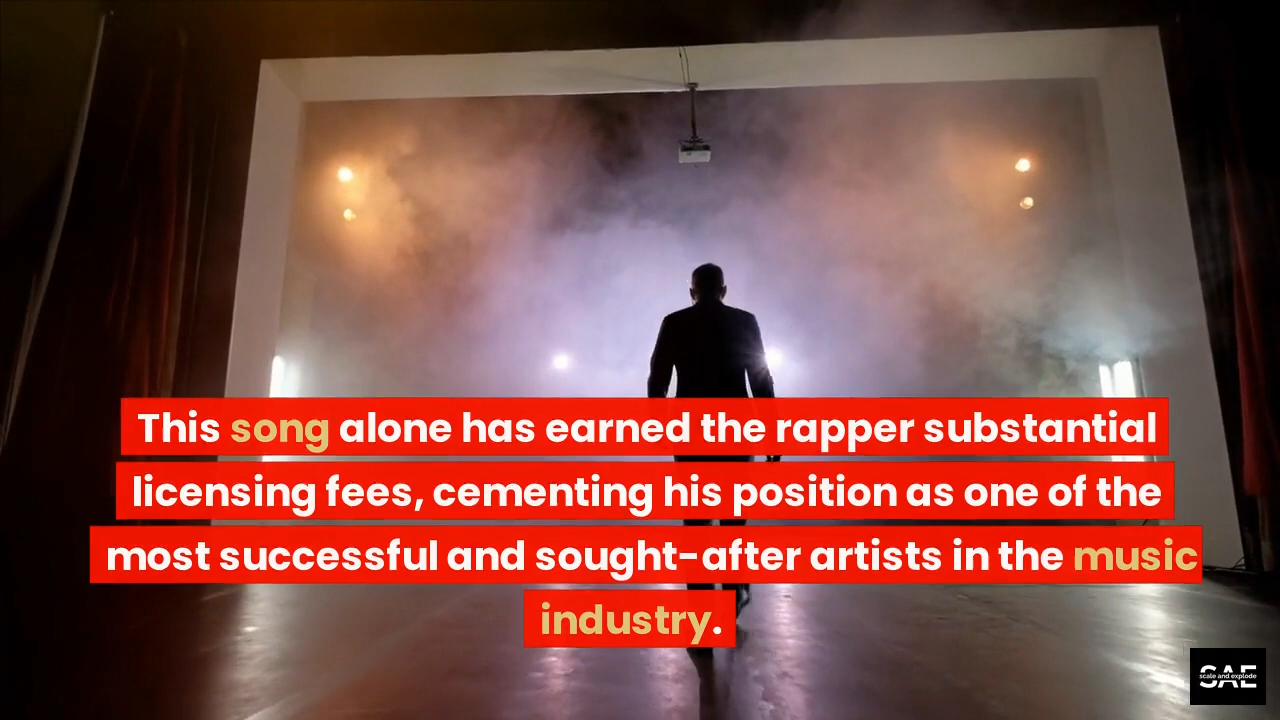 This song alone has earned the rapper substantial
licensing fees, cementing his position as one of the
most successful and sought-after artists in the music
industry.
SAE
scale and explode